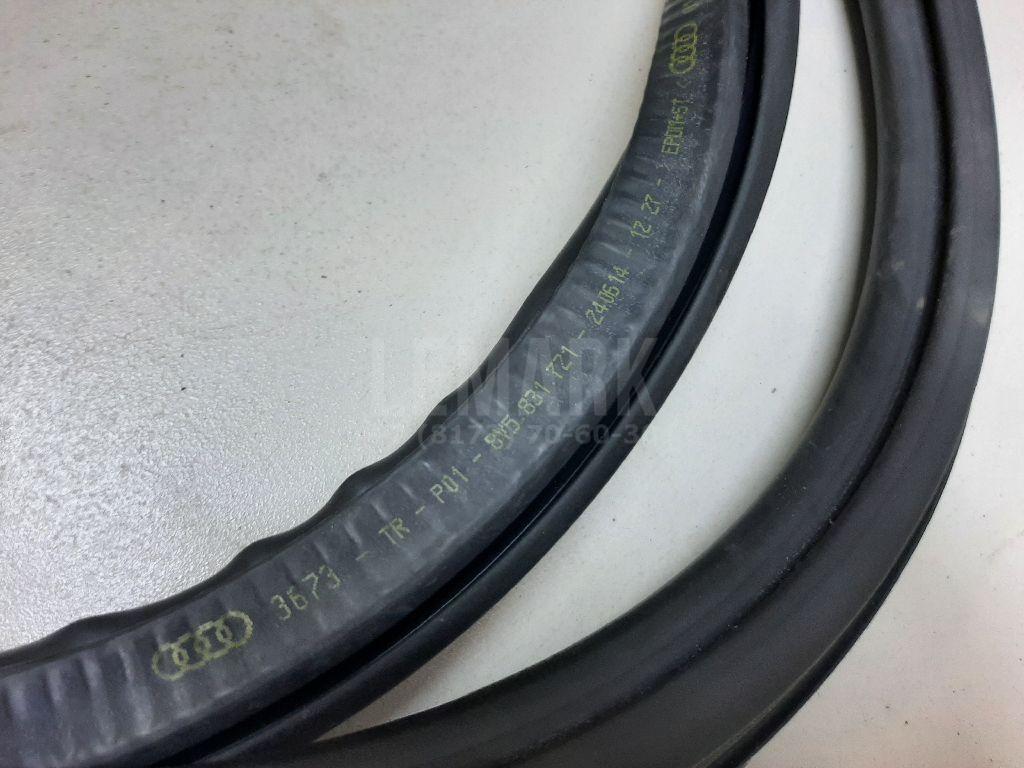 3673 - TR - P01 - 8V5.831.721 - 240614 - 12:27 - EPDM+ST
LEMARK